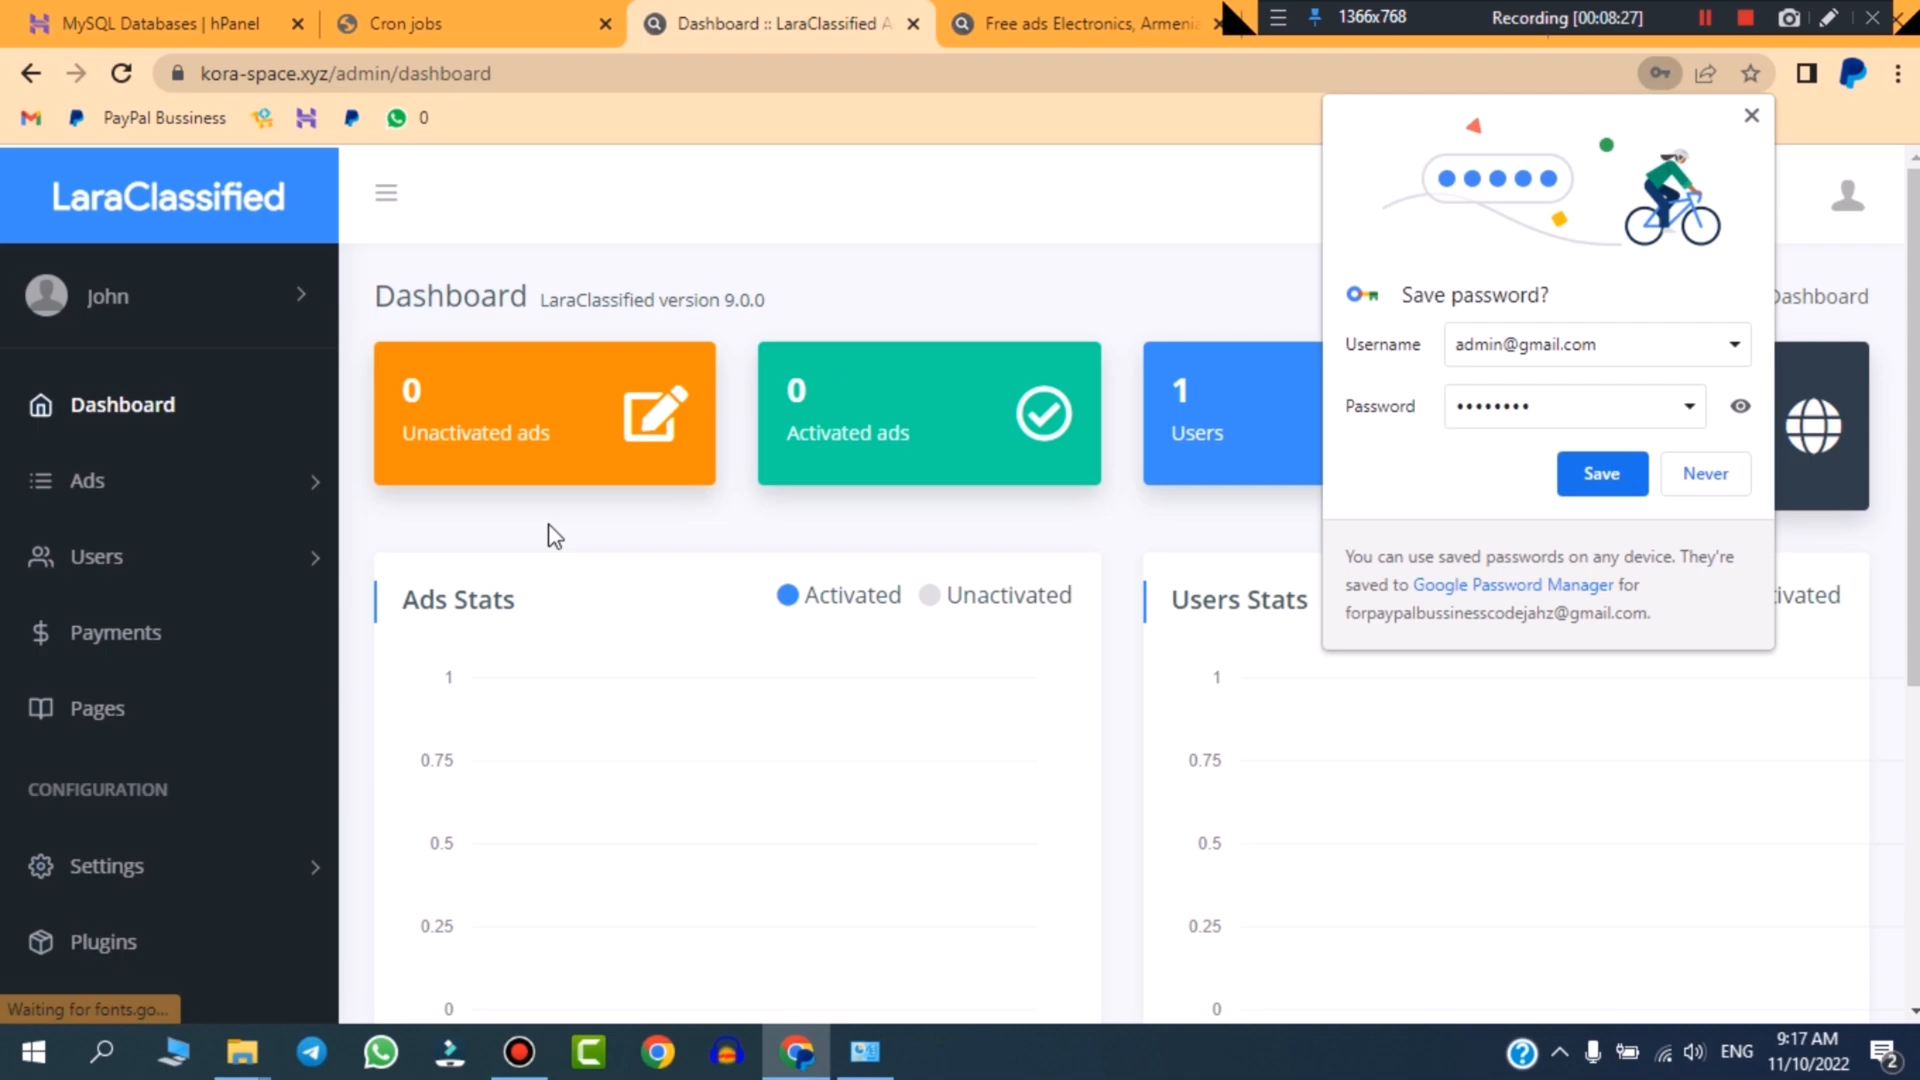 MySQL Databases | hPanel
Cron jobs
Dashboard :: LaraClassified A
Free ads Electronics, Armenia
1366x768
Recording [00:08:27]
kora-space.xyz/admin/dashboard
PayPal Bussiness
0
LaraClassified
John
Dashboard
Ads
Users
Payments
Pages
CONFIGURATION
Settings
Plugins
Waiting for fonts.go...
Dashboard LaraClassified version 9.0.0
Dashboard
0
Unactivated ads
0
Activated ads
1
Users
Ads Stats
Activated
Unactivated
1
0.75
0.5
0.25
0
Users Stats
ivated
1
0.75
0.5
0.25
0
Save password?
Username
admin@gmail.com
Password
••••••••
Save
Never
You can use saved passwords on any device. They're
saved to Google Password Manager for
forpaypalbussinesscodejahz@gmail.com.
ENG
9:17 AM
11/10/2022
2